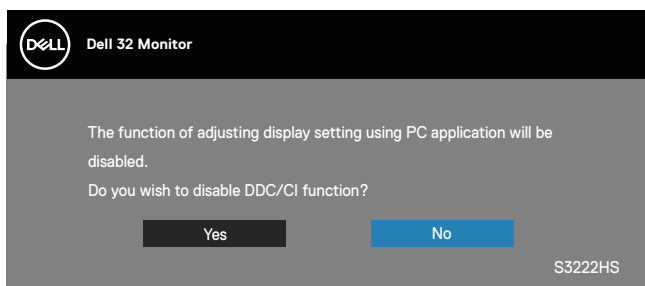 DELL
Dell 32 Monitor
The function of adjusting display setting using PC application will be
disabled.
Do you wish to disable DDC/CI function?
Yes
No
S3222HS